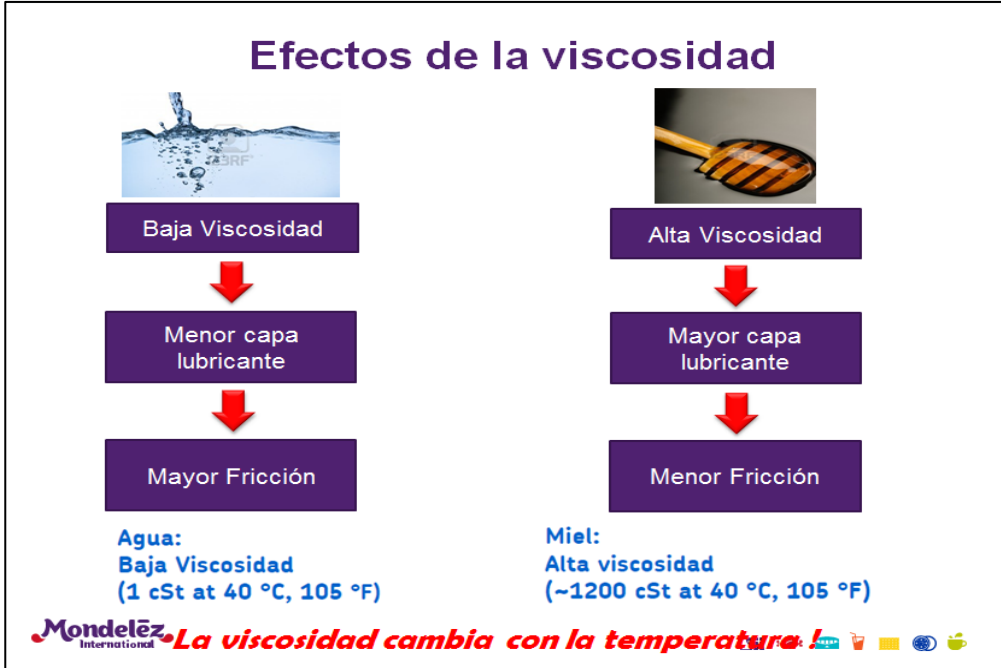 Efectos de la viscosidad
Baja Viscosidad
Menor capa
lubricante
Mayor Fricción
Agua:
Baja Viscosidad
(1 cSt at 40 °C, 105 °F)
Alta Viscosidad
Mayor capa
lubricante
Menor Fricción
Miel:
Alta viscosidad
(~1200 cSt at 40 °C, 105 °F)
Mondelēz
International
La viscosidad cambia con la temperatura !